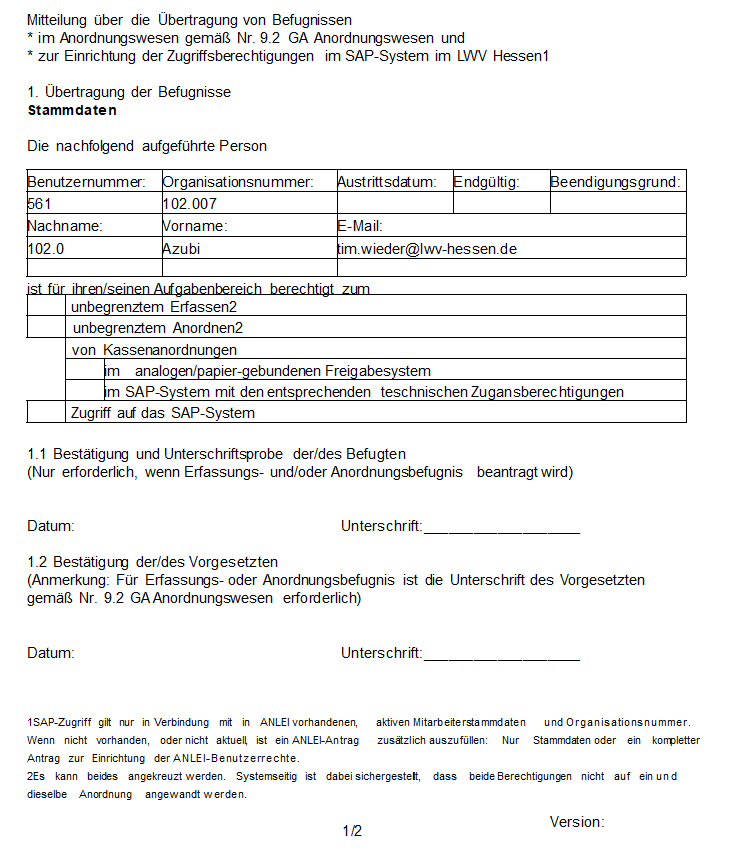 Mitteilung über die Übertragung von Befugnissen
* im Anordnungswesen gemäß Nr. 9.2 GA Anordnungswesen und
* zur Einrichtung der Zugriffsberechtigungen im SAP-System im LWV Hessen1
1. Übertragung der Befugnisse
Stammdaten
Die nachfolgend aufgeführte Person
Benutzernummer: Organisationsnummer: Austrittsdatum: Endgültig: Beendigungsgrund:
561 102.007
Nachname: Vorname: E-Mail:
102.0 Azubi tim.wieder@lwv-hessen.de
ist für ihren/seinen Aufgabenbereich berechtigt zum
unbegrenztem Erfassen2
unbegrenztem Anordnen2
von Kassenanordnungen
im analogen/papier-gebundenen Freigabesystem
im SAP-System mit den entsprechenden teschnischen Zugansberechtigungen
Zugriff auf das SAP-System
1.1 Bestätigung und Unterschriftsprobe der/des Befugten
(Nur erforderlich, wenn Erfassungs- und/oder Anordnungsbefugnis beantragt wird)
Datum: Unterschrift:___________________
1.2 Bestätigung der/des Vorgesetzten
(Anmerkung: Für Erfassungs- oder Anordnungsbefugnis ist die Unterschrift des Vorgesetzten
gemäß Nr. 9.2 GA Anordnungswesen erforderlich)
Datum: Unterschrift:___________________
1SAP-Zugriff gilt nur in Verbindung mit in ANLEI vorhandenen, aktiven Mitarbeiterstammdaten und Organisationsnummer.
Wenn nicht vorhanden, oder nicht aktuell, ist ein ANLEI-Antrag zusätzlich auszufüllen: Nur Stammdaten oder ein kompletter
Antrag zur Einrichtung der ANLEI-Benutzerrechte.
2Es kann beides angekreuzt werden. Systemseitig ist dabei sichergestellt, dass beide Berechtigungen nicht auf ein und
dieselbe Anordnung angewandt werden.
Version:
1/2